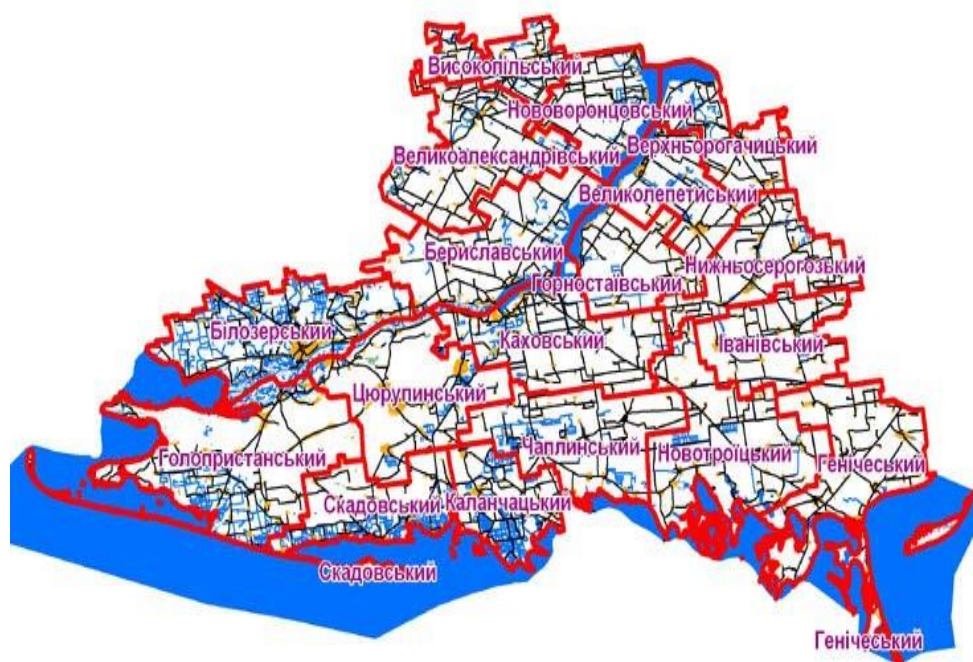 Високопільський
Нововоронцовський
Верхньорогачицький
Великоалександрівський
Великолепетиський
Бериславський
Нижньосерогозький
Горностаївський
Білозерський
Каховський
Іванівський
Цюрупинський
Чаплинський
Новотроїцький
Голопристанський
Генічеський
Скадовський
Каланчацький
Скадовський
Генічеський